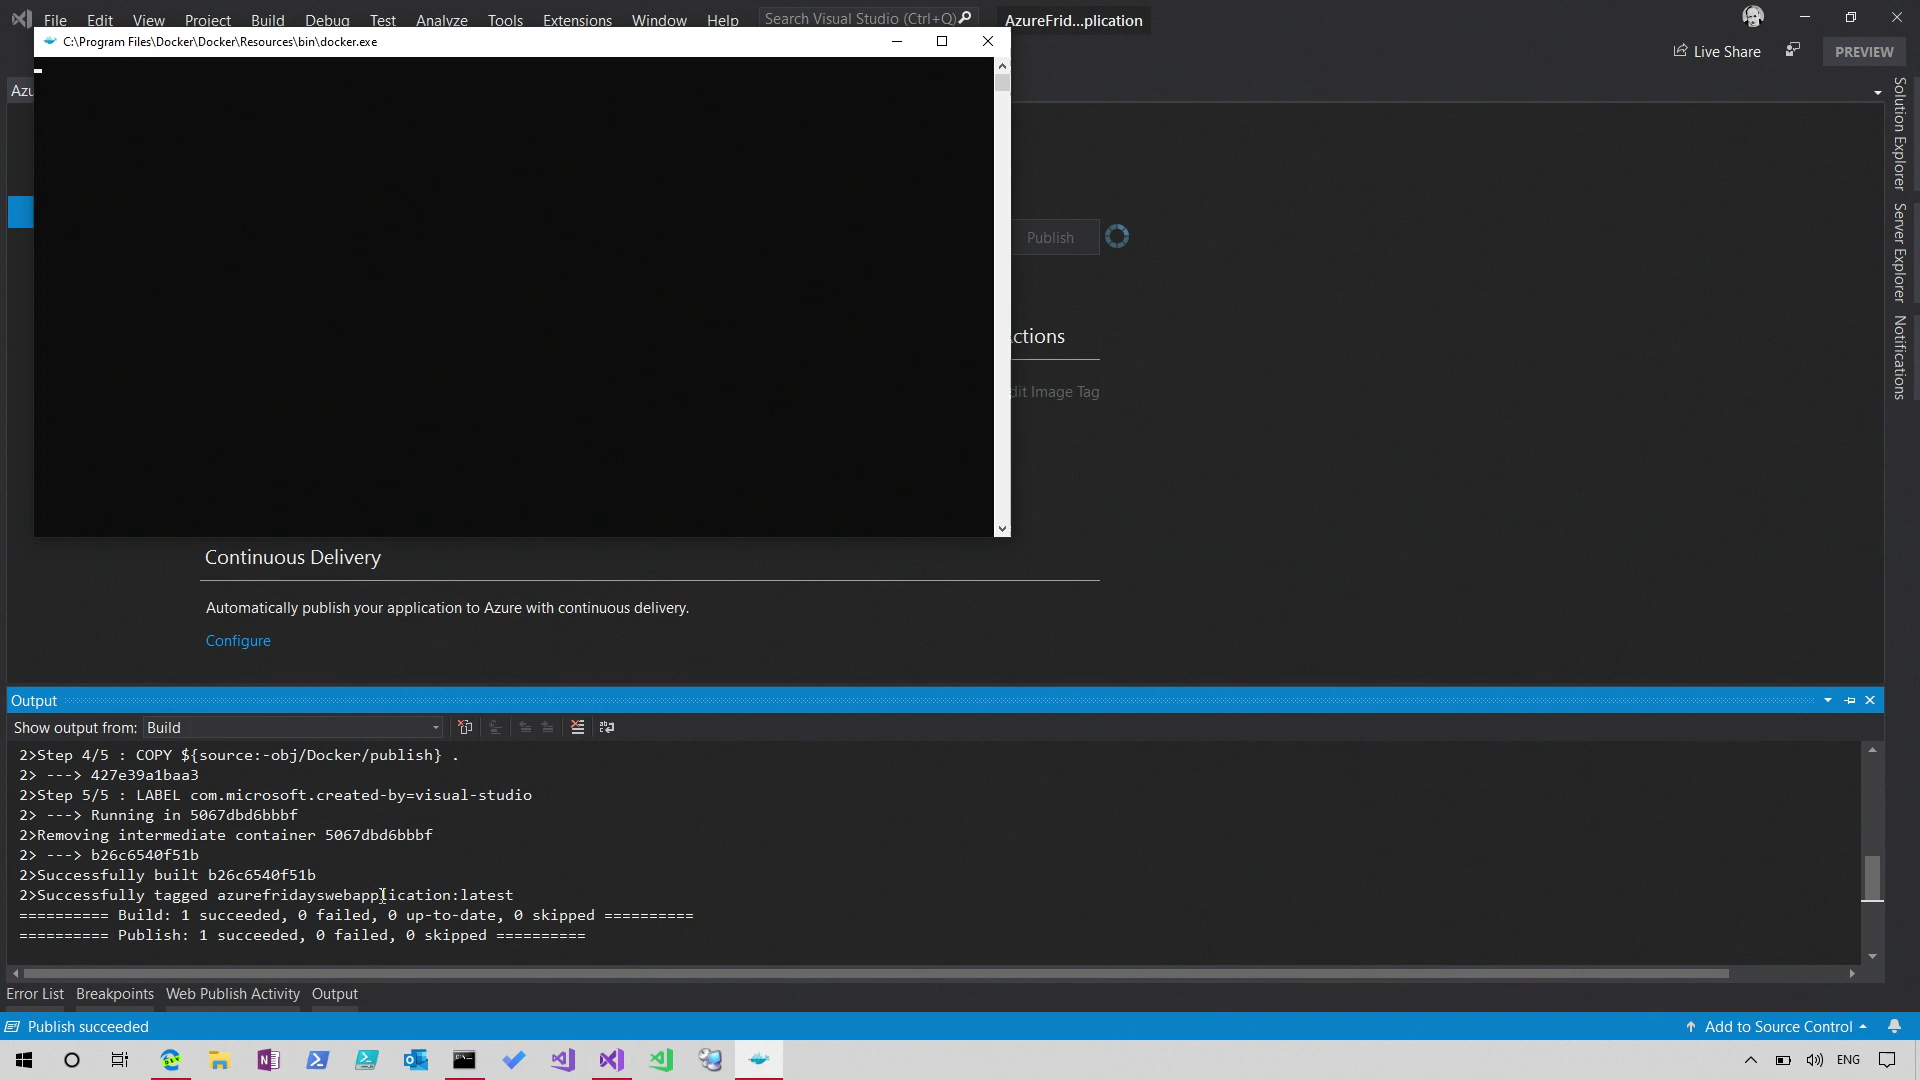 File Edit View Project Build Debug Test Analyze Tools Extensions Window Help Search Visual Studio (Ctrl+Q) AzureFrid...plication
C:\Program Files\Docker\Docker\Resources\bin\docker.exe
Live Share
PREVIEW
Azu
Solution Explorer
Server Explorer
Notifications
Publish
ctions
dit Image Tag
Continuous Delivery
Automatically publish your application to Azure with continuous delivery.
Configure
Output
Show output from: Build
2>Step 4/5 : COPY ${source:-obj/Docker/publish} .
2> ---> 427e39a1baa3
2>Step 5/5 : LABEL com.microsoft.created-by=visual-studio
2> ---> Running in 5067dbd6bbbf
2>Removing intermediate container 5067dbd6bbbf
2> ---> b26c6540f51b
2>Successfully built b26c6540f51b
2>Successfully tagged azurefridayswebapplication:latest
========== Build: 1 succeeded, 0 failed, 0 up-to-date, 0 skipped ==========
========== Publish: 1 succeeded, 0 failed, 0 skipped ==========
Error List Breakpoints Web Publish Activity Output
Publish succeeded
Add to Source Control
ENG